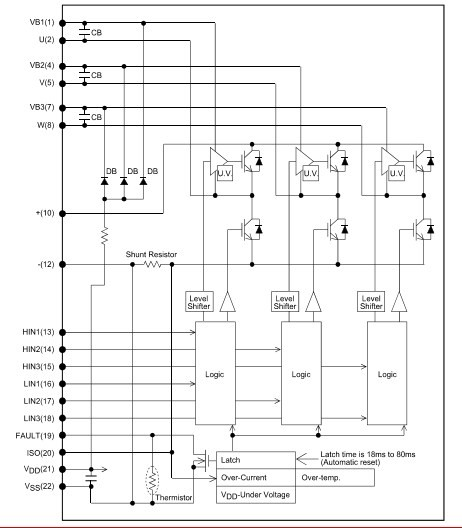 VB1(1)
CB
U(2)
VB2(4)
CB
V(5)
VB3(7)
CB
W(8)
U.V.
U.V.
U.V.
DB
DB
DB
+(10)
Shunt Resistor
-(12)
Level
Shifter
Level
Shifter
Level
Shifter
HIN1(13)
HIN2(14)
HIN3(15)
Logic
Logic
Logic
LIN1(16)
LIN2(17)
LIN3(18)
FAULT(19)
ISO(20)
Latch
Latch time is 18ms to 80ms
(Automatic reset)
VDD(21)
Over-Current
Over-temp.
VSS(22)
Thermistor
VDD-Under Voltage